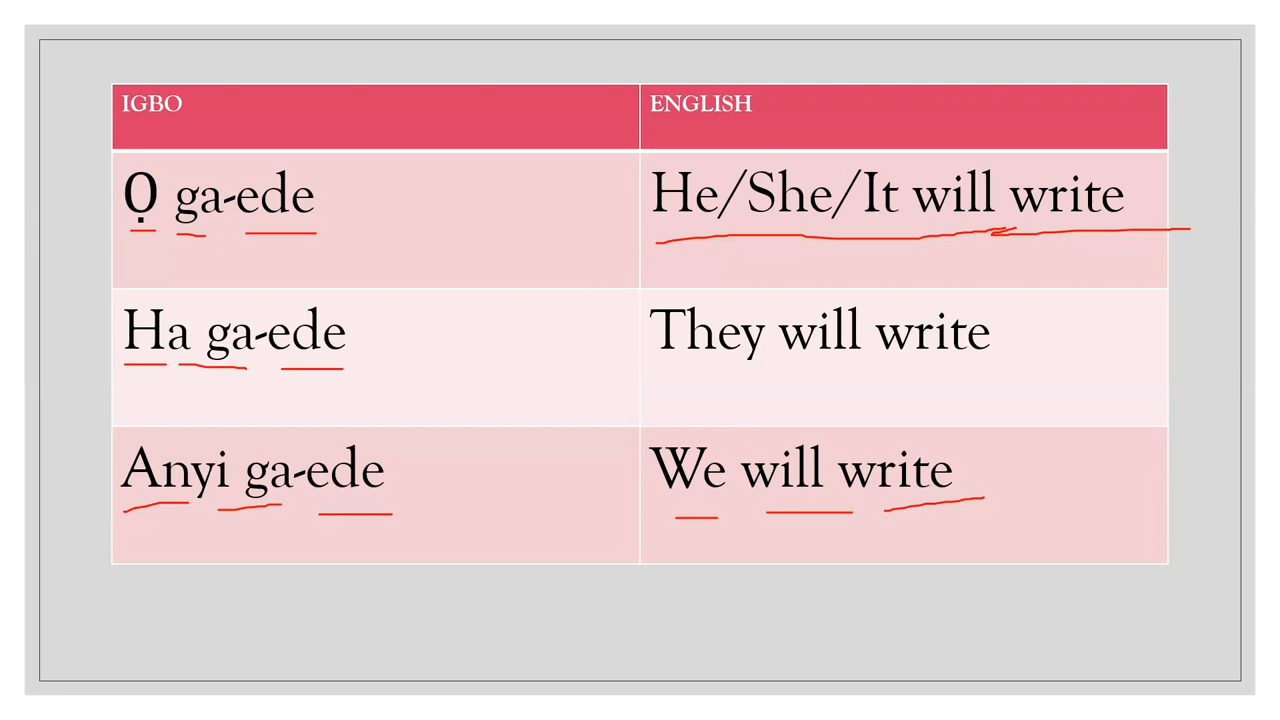 IGBO ENGLISH
Ọ ga-ede He/She/It will write
Ha ga-ede They will write
Anyi ga-ede We will write